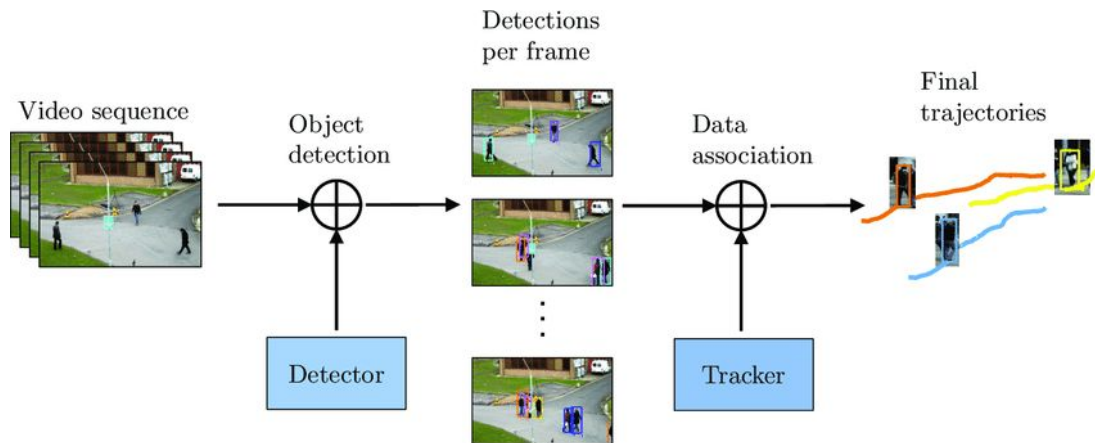 Video sequence
Object
detection
Detector
Detections
per frame
Data
association
Tracker
Final
trajectories